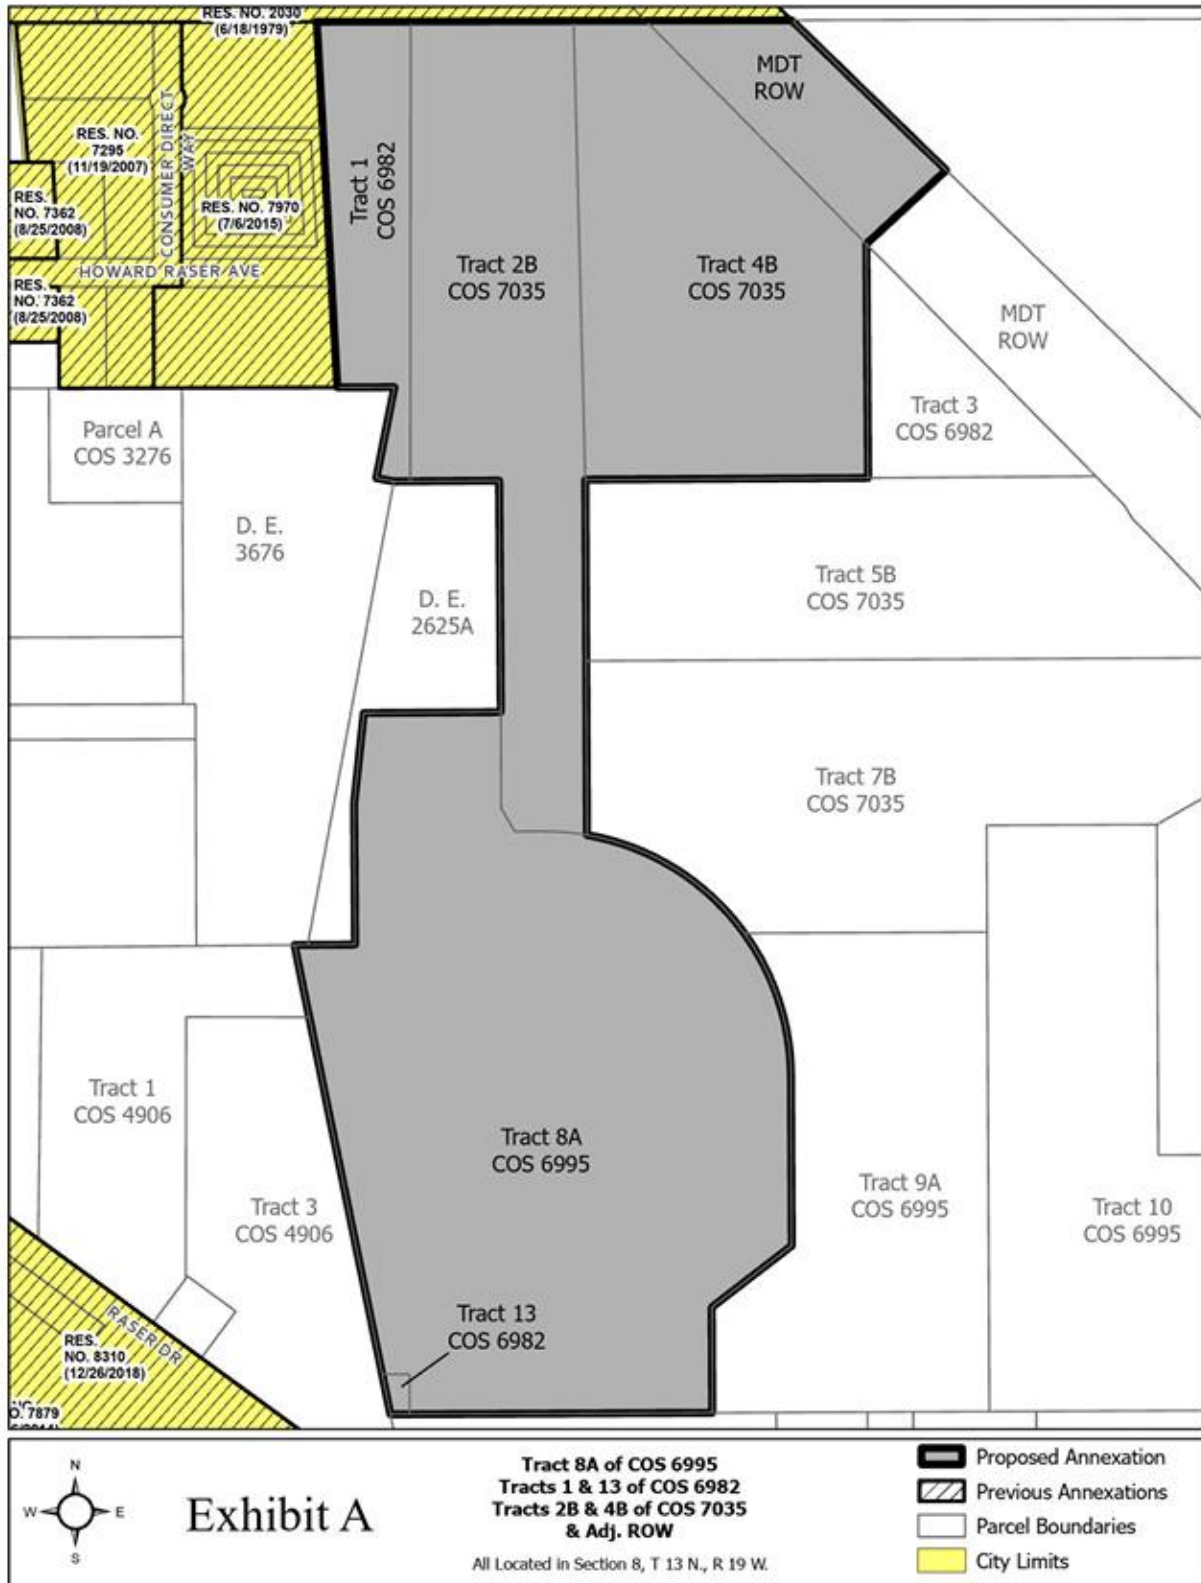 RES. NO. 2030
(6/18/1979)
MDT
ROW
RES. NO.
7295
(11/19/2007)
CONSUMER DIRECT
WAY
RES.
NO. 7362
(8/25/2008)
RES. NO. 7970
(7/6/2015)
Tract 1
COS 6982
HOWARD RASER AVE
Tract 2B
COS 7035
Tract 4B
COS 7035
RES.
NO. 7362
(8/25/2008)
MDT
ROW
Tract 3
COS 6982
Parcel A
COS 3276
D. E.
3676
D. E.
2625A
Tract 5B
COS 7035
Tract 7B
COS 7035
Tract 1
COS 4906
Tract 8A
COS 6995
Tract 9A
COS 6995
Tract 10
COS 6995
Tract 3
COS 4906
Tract 13
COS 6982
RASER DR
RES.
NO. 8310
(12/26/2018)
O. 7879
N
W E
S
Exhibit A
Tract 8A of COS 6995
Tracts 1 & 13 of COS 6982
Tracts 2B & 4B of COS 7035
& Adj. ROW
All Located in Section 8, T 13 N., R 19 W.
Proposed Annexation
Previous Annexations
Parcel Boundaries
City Limits